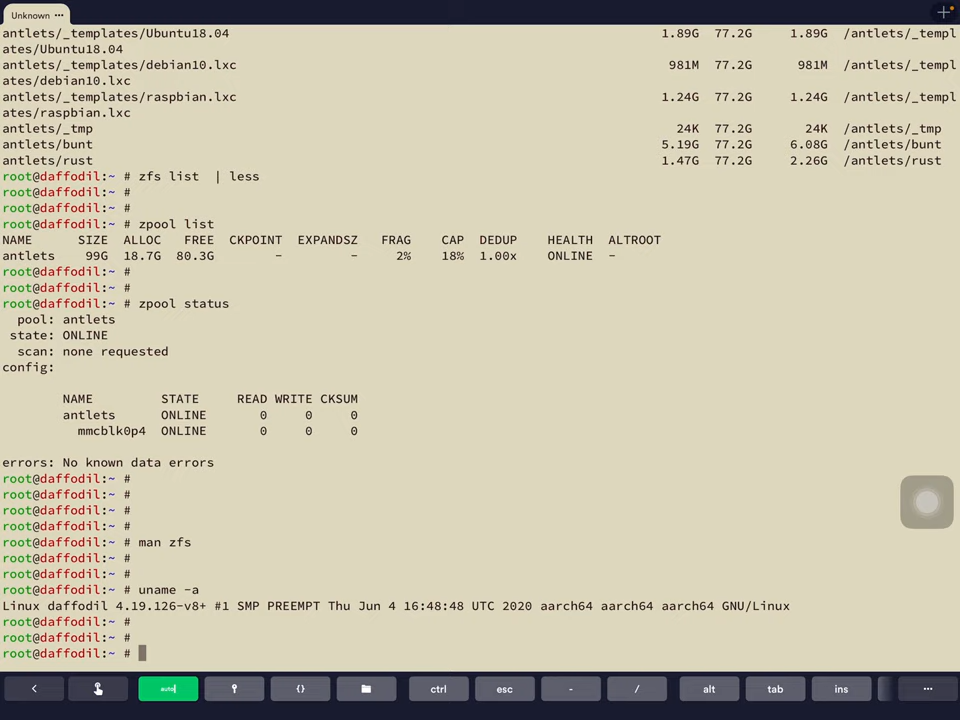 Unknown •••
antlets/_templates/Ubuntu18.04 1.89G 77.2G 1.89G /antlets/_templ
ates/Ubuntu18.04
antlets/_templates/debian10.lxc 981M 77.2G 981M /antlets/_templ
ates/debian10.lxc
antlets/_templates/raspbian.lxc 1.24G 77.2G 1.24G /antlets/_templ
ates/raspbian.lxc
antlets/_tmp 24K 77.2G 24K /antlets/_tmp
antlets/bunt 5.19G 77.2G 6.08G /antlets/bunt
antlets/rust 1.47G 77.2G 2.26G /antlets/rust
root@daffodil:~ # zfs list | less
root@daffodil:~ #
root@daffodil:~ #
root@daffodil:~ # zpool list
NAME SIZE ALLOC FREE CKPOINT EXPANDSZ FRAG CAP DEDUP HEALTH ALTROOT
antlets 99G 18.7G 80.3G - - 2% 18% 1.00x ONLINE -
root@daffodil:~ #
root@daffodil:~ #
root@daffodil:~ # zpool status
pool: antlets
state: ONLINE
scan: none requested
config:
NAME STATE READ WRITE CKSUM
antlets ONLINE 0 0 0
mmcblk0p4 ONLINE 0 0 0
errors: No known data errors
root@daffodil:~ #
root@daffodil:~ #
root@daffodil:~ #
root@daffodil:~ #
root@daffodil:~ # man zfs
root@daffodil:~ #
root@daffodil:~ #
root@daffodil:~ # uname -a
Linux daffodil 4.19.126-v8+ #1 SMP PREEMPT Thu Jun 4 16:48:48 UTC 2020 aarch64 aarch64 aarch64 GNU/Linux
root@daffodil:~ #
root@daffodil:~ #
root@daffodil:~ #
auto {} ctrl esc - / alt tab ins •••